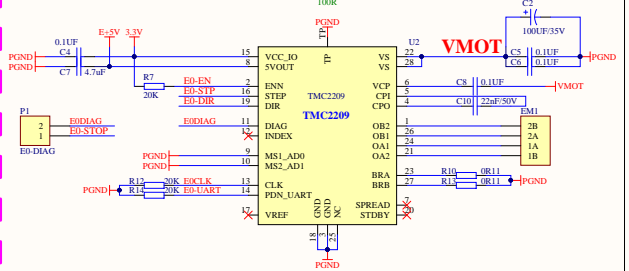 100R
C2
100UF/35V
PGND
TP
TP
U2
VMOT
E+5V 3.3V
0.1UF
PGND C4
PGND C7 4.7uF
15 VCC_IO
8 5VOUT
VS 22
VS 28
C5 0.1UF
C6 0.1UF
PGND
R7
20K
E0-EN 2 ENN
E0-STP 16 STEP
E0-DIR 19 DIR
TMC2209
TMC2209
VCP 6 C8 0.1UF VMOT
CPI 5
CPO 4 C10 22nF/50V
P1
2 E0DIAG
1 E0-STOP
E0-DIAG
E0DIAG 11 DIAG
12 INDEX
OB2 1
OB1 26
OA1 24
OA2 21
EM1
2B
2A
1A
1B
PGND 9 MS1_AD0
PGND 10 MS2_AD1
BRA 23 R10 0R11
BRB 27 R13 0R11
PGND
PGND
R12 20K E0CLK 13 CLK
R14 20K E0-UART 14 PDN_UART
17 VREF
SPREAD 7
STDBY 20
GND
GND
NC
18
3
25
PGND